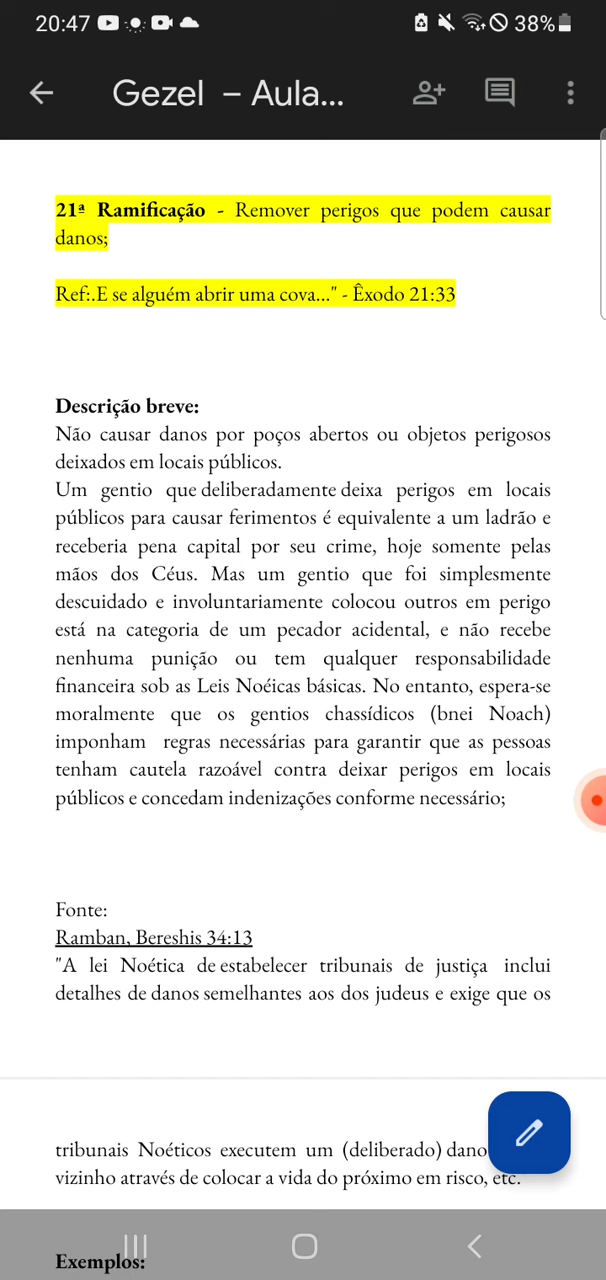 20:47
38%
Gezel – Aula...
21ª Ramificação - Remover perigos que podem causar
danos;
Ref:.E se alguém abrir uma cova..." - Êxodo 21:33
Descrição breve:
Não causar danos por poços abertos ou objetos perigosos
deixados em locais públicos.
Um gentio que deliberadamente deixa perigos em locais
públicos para causar ferimentos é equivalente a um ladrão e
receberia pena capital por seu crime, hoje somente pelas
mãos dos Céus. Mas um gentio que foi simplesmente
descuidado e involuntariamente colocou outros em perigo
está na categoria de um pecador acidental, e não recebe
nenhuma punição ou tem qualquer responsabilidade
financeira sob as Leis Noéicas básicas. No entanto, espera-se
moralmente que os gentios chassídicos (bnei Noach)
imponham regras necessárias para garantir que as pessoas
tenham cautela razoável contra deixar perigos em locais
públicos e concedam indenizações conforme necessário;
Fonte:
Ramban, Bereshis 34:13
"A lei Noética de estabelecer tribunais de justiça inclui
detalhes de danos semelhantes aos dos judeus e exige que os
tribunais Noéticos executem um (deliberado) dano
vizinho através de colocar a vida do próximo em risco, etc.
Exemplos: